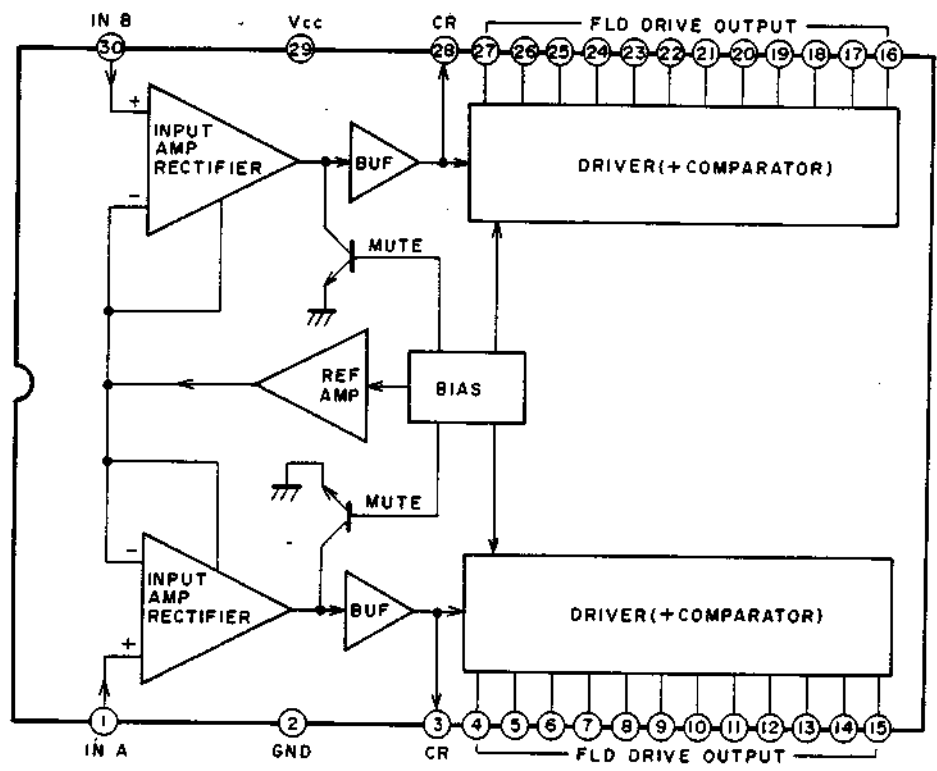 IN B Vcc CR FLD DRIVE OUTPUT
30 29 28 27 26 25 24 23 22 21 20 19 18 17 16
+
INPUT
AMP
RECTIFIER
-
BUF
DRIVER(+COMPARATOR)
MUTE
REF
AMP
BIAS
MUTE
-
INPUT
AMP
RECTIFIER
+
BUF
DRIVER(+COMPARATOR)
1 2 3 4 5 6 7 8 9 10 11 12 13 14 15
IN A GND CR FLD DRIVE OUTPUT